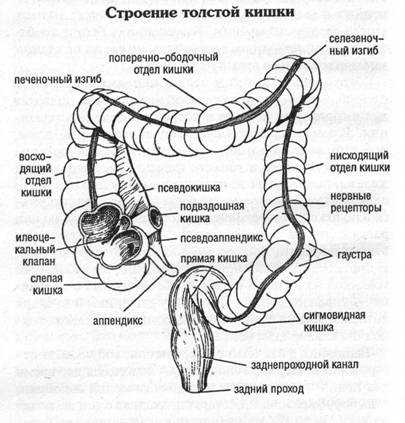 Строение толстой кишки
селезеноч-
ный изгиб
поперечно-ободочный
отдел кишки
печеночный изгиб
восхо-
дящий
отдел
кишки
нисходящий
отдел кишки
псевдокишка
подвздошная
кишка
нервные
рецепторы
илеоце-
кальный
клапан
псевдоапендикс
прямая кишка
гаустра
слепая
кишка
аппендикс
сигмовидная
кишка
заднепроходной канал
задний проход